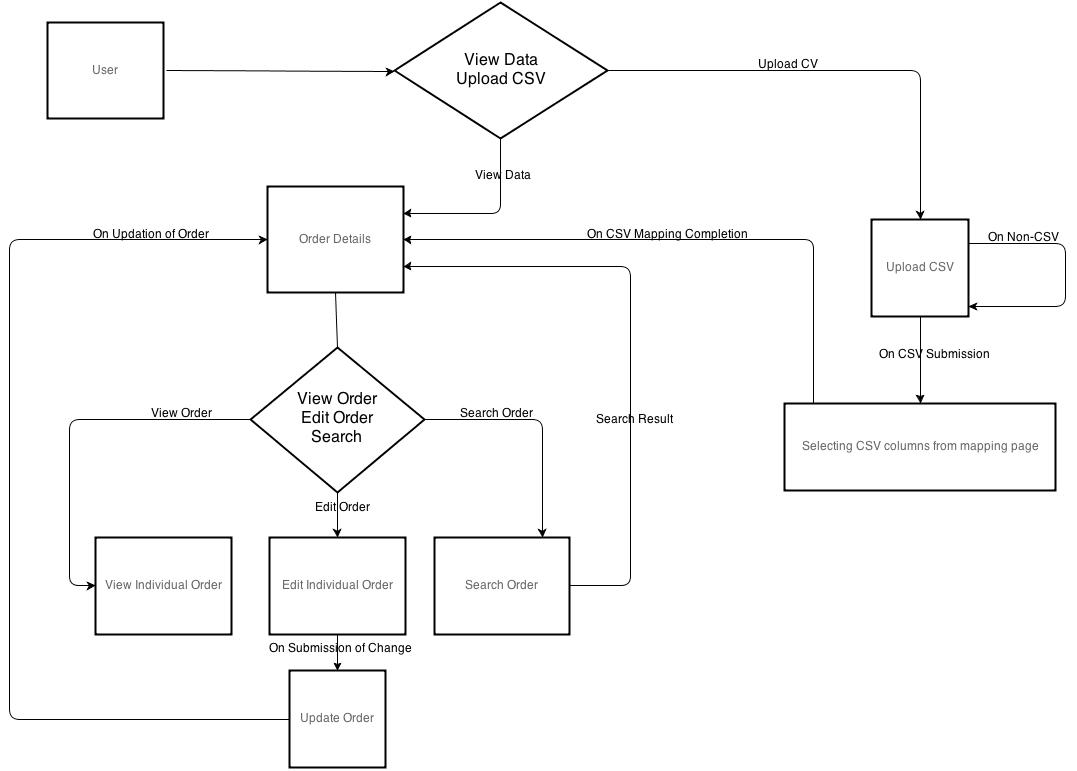 User
View Data
Upload CSV
Upload CV
View Data
On Updation of Order
Order Details
On CSV Mapping Completion
On Non-CSV
Upload CSV
On CSV Submission
View Order
View Order
Edit Order
Search
Search Order
Search Result
Selecting CSV columns from mapping page
Edit Order
View Individual Order
Edit Individual Order
Search Order
On Submission of Change
Update Order